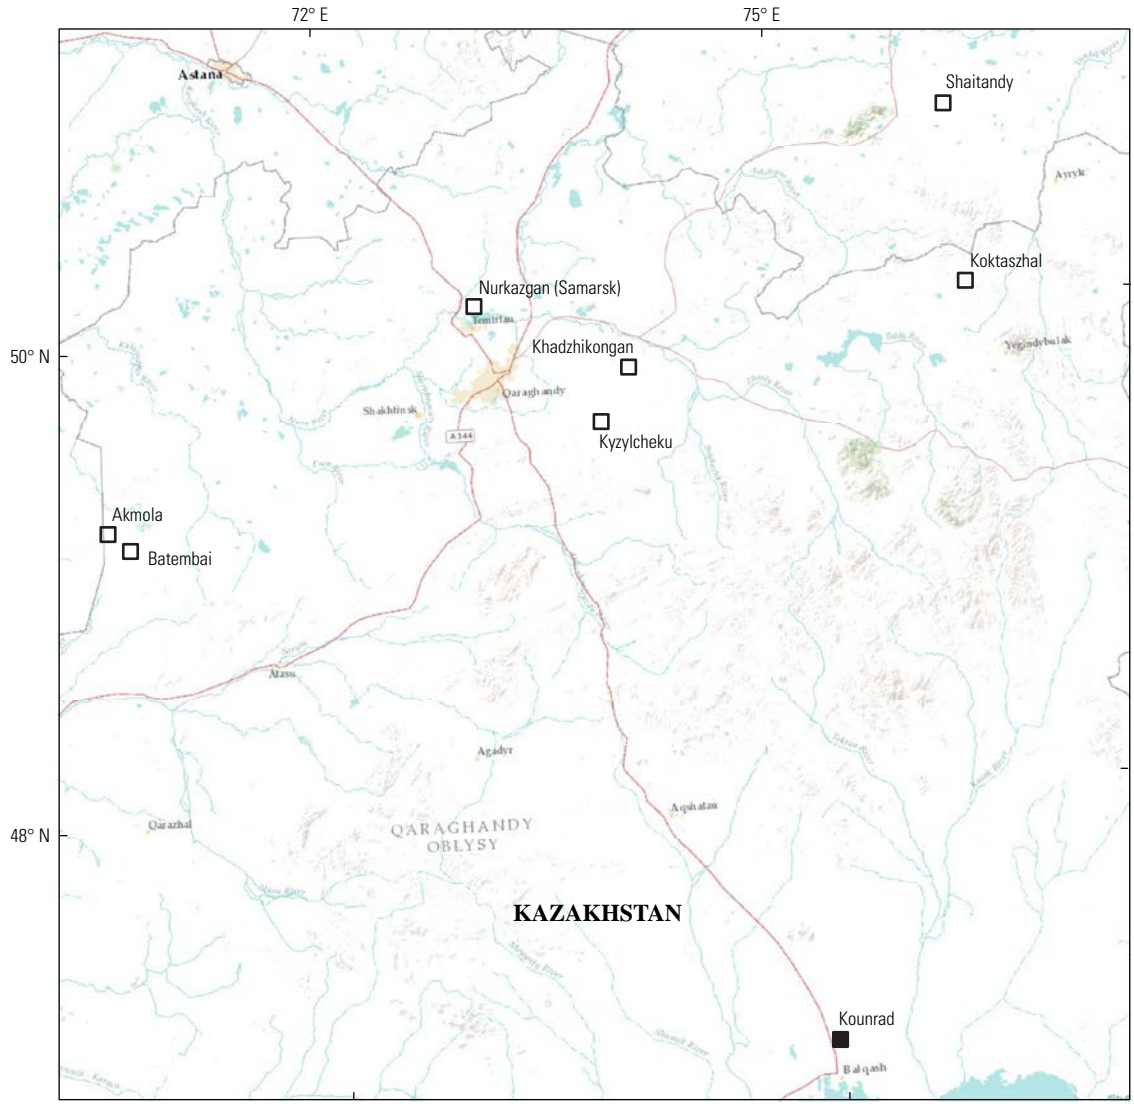 72° E
75° E
Astana
Shaitandy
Ayryk
Koktaszhal
Nurkazgan (Samarsk)
Temirtau
50° N
Khadzhikongan
Yegindybulak
Qaraghandy
Shakhtinsk
A344
Kyzylcheku
Akmola
Batembai
Atasu
Agadyr
Aqshatau
48° N
Qarazhal
QARAGHANDY
OBLYSY
KAZAKHSTAN
Kounrad
Balqash